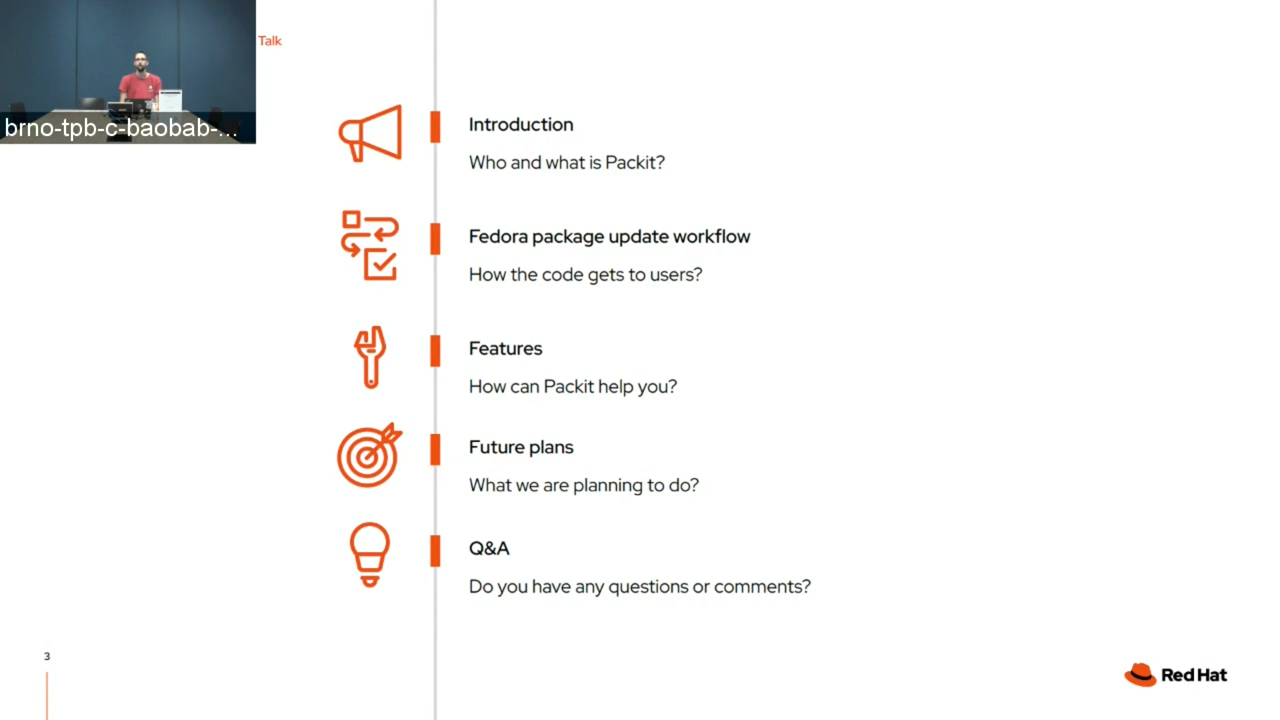 Talk
brno-tpb-c-baobab-...
Introduction
Who and what is Packit?
Fedora package update workflow
How the code gets to users?
Features
How can Packit help you?
Future plans
What we are planning to do?
Q&A
Do you have any questions or comments?
3
Red Hat